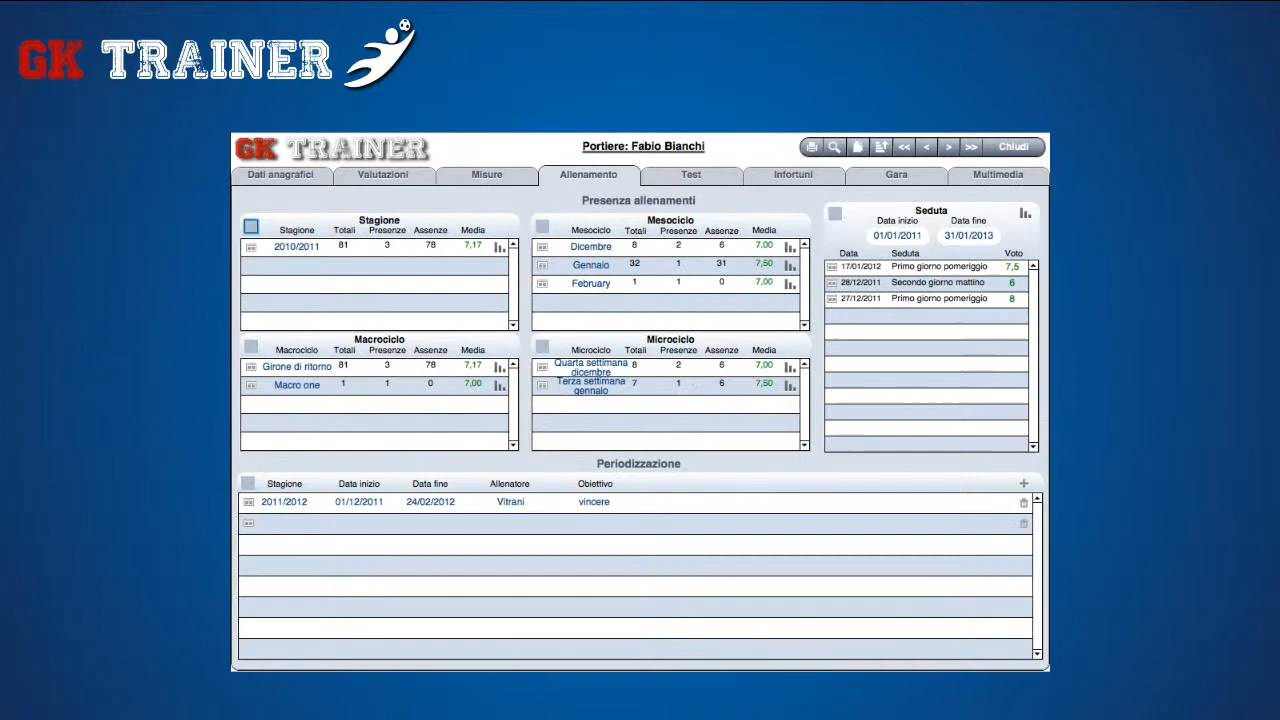 GK TRAINER
GK TRAINER
Portiere: Fabio Bianchi
<< < > >> Chiudi
Dati anagrafici Valutazioni Misure Allenamento Test Infortuni Gara Multimedia
Presenza allenamenti
Stagione
Stagione Totali Presenze Assenze Media
2010/2011 81 3 78 7,17
Mesociclo
Mesociclo Totali Presenze Assenze Media
Dicembre 8 2 6 7,00
Gennaio 32 1 31 7,50
February 1 1 0 7,00
Seduta
Data inizio Data fine
01/01/2011 31/01/2013
Data Seduta Voto
17/01/2012 Primo giorno pomeriggio 7,5
28/12/2011 Secondo giorno mattino 6
27/12/2011 Primo giorno pomeriggio 8
Macrociclo
Macrociclo Totali Presenze Assenze Media
Girone di ritorno 81 3 78 7,17
Macro one 1 1 0 7,00
Microciclo
Microciclo Totali Presenze Assenze Media
Quarta settimana 8 2 6 7,00
dicembre
Terza settimana 7 1 6 7,50
gennaio
Periodizzazione
Stagione Data inizio Data fine Allenatore Obiettivo
2011/2012 01/12/2011 24/02/2012 Vitrani vincere